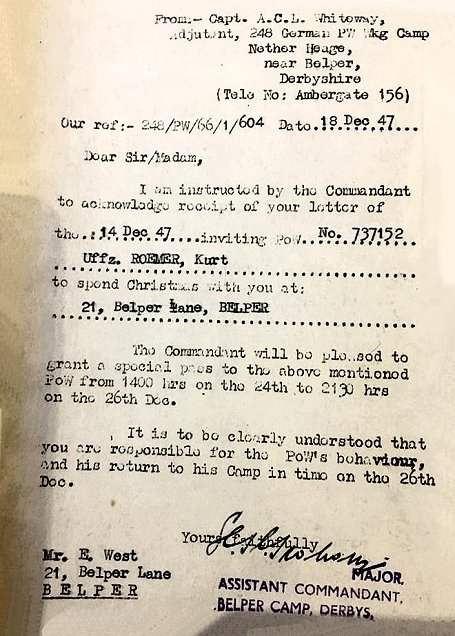 From:- Capt. A.C.L. Whiteway,
Adjutant, 248 German PW Wkg Camp
Nether Heage,
near Belper,
Derbyshire
(Tele No: Ambergate 156)
Our ref:- 248/PW/66/1/604 Date. 18 Dec 47.
Dear Sir/Madam,
I am instructed by the Commandant
to acknowledge receipt of your letter of
the. 14 Dec 47 inviting PoW. No. 737152
Uffz. ROEMER, Kurt
to spend Christmas with you at:
21, Belper Lane, BELPER
The Commandant will be pleased to
grant a special pass to the above mentioned
PoW from 1400 hrs on the 24th to 2130 hrs
on the 26th Dec.
It is to be clearly understood that
you are responsible for the PoW's behaviour,
and his return to his Camp in time on the 26th
Dec.
Yours faithfully
MAJOR.
ASSISTANT COMMANDANT,
BELPER CAMP, DERBYS,
Mr. E. West
21, Belper Lane
BELPER